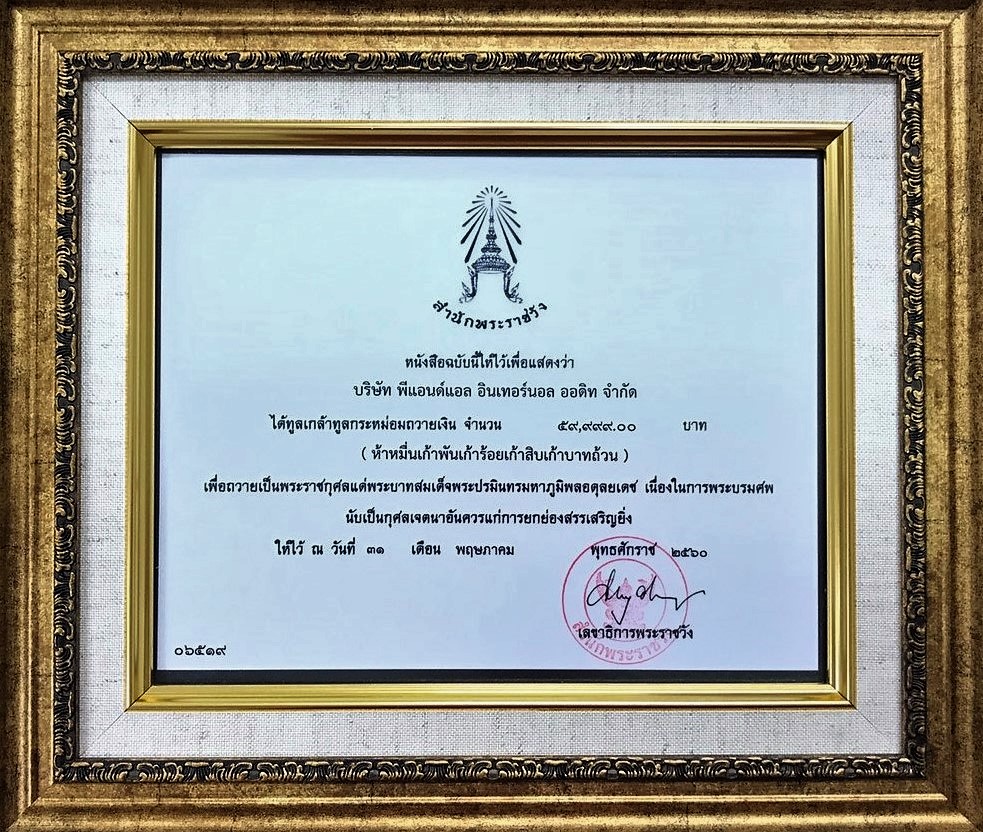 สำนักพระราชวัง
หนังสือฉบับนี้ให้ไว้เพื่อแสดงว่า
บริษัท พีแอนด์แอล อินเทอร์นอล ออดิท จำกัด
ได้ทูลเกล้าทูลกระหม่อมถวายเงิน จำนวน ๕๙,๙๙๙.๐๐ บาท
( ห้าหมื่นเก้าพันเก้าร้อยเก้าสิบเก้าบาทถ้วน )
เพื่อถวายเป็นพระราชกุศลแด่พระบาทสมเด็จพระปรมินทรมหาภูมิพลอดุลยเดช เนื่องในการพระบรมศพ
นับเป็นกุศลเจตนาอันควรแก่การยกย่องสรรเสริญยิ่ง
ให้ไว้ ณ วันที่ ๓๑ เดือน พฤษภาคม พุทธศักราช ๒๕๖๐
เลขาธิการพระราชวัง
สำนักพระราชวัง
๐๖๕๑๙